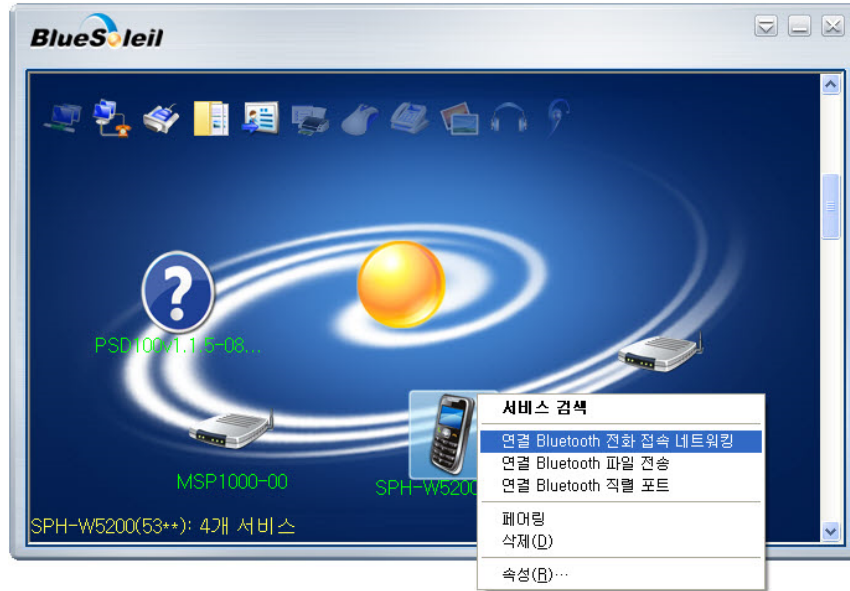 BlueSoleil
PSD100v1.1.5-08...
MSP1000-00
SPH-W5200
서비스 검색
연결 Bluetooth 전화 접속 네트워킹
연결 Bluetooth 파일 전송
연결 Bluetooth 직렬 포트
페어링
삭제(D)
속성(R)...
SPH-W5200(53**): 4개 서비스